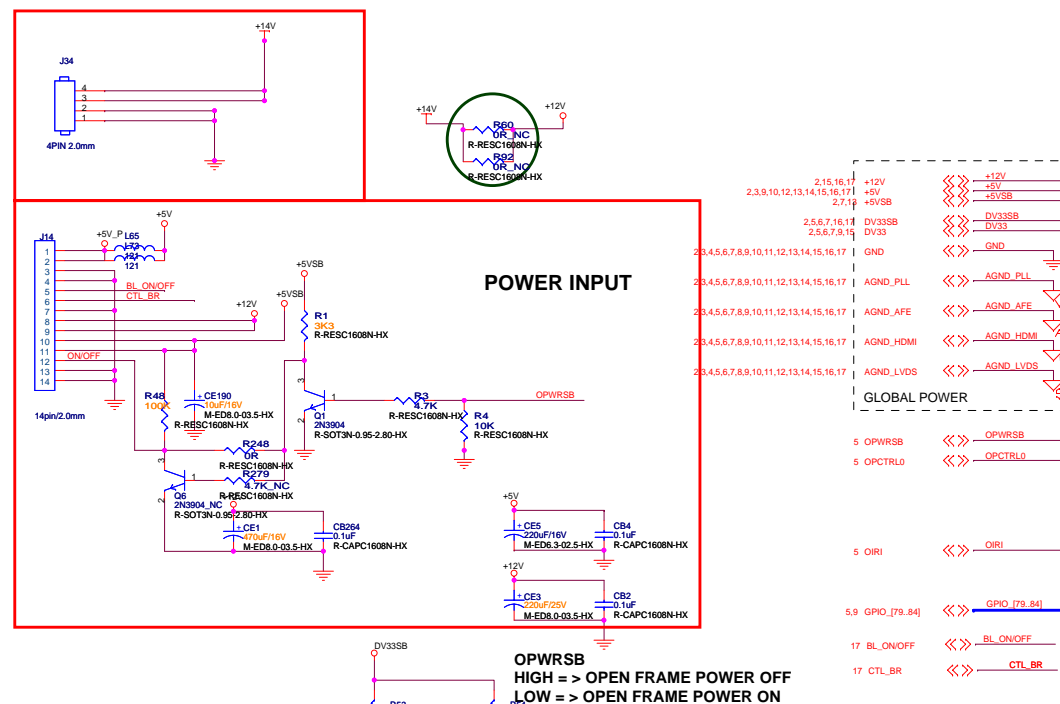 +14V
J34
4
3
2
1
4PIN 2.0mm
+14V
+12V
R60
0R_NC
R-RESC1608N-HX
R92
0R_NC
R-RESC1608N-HX
POWER INPUT
J14
1
2
3
4
5
6
7
8
9
10
11
12
13
14
14pin/2.0mm
+5V
+5V_P
L65
L73
121
121
BL_ON/OFF
CTL_BR
+12V
+5VSB
ON/OFF
+5VSB
R1
3K3
R-RESC1608N-HX
R48
100K
R-RESC1608N-HX
CE190
10uF/16V
M-ED8.0-03.5-HX
3
1
2
Q1
2N3904
R-SOT3N-0.95-2.80-HX
R3
4.7K
R-RESC1608N-HX
R4
10K
R-RESC1608N-HX
OPWRSB
R248
0R
R-RESC1608N-HX
R279
4.7K_NC
R-RESC1608N-HX
3
1
2
Q6
2N3904_NC
R-SOT3N-0.95-2.80-HX
CE1
470uF/16V
M-ED8.0-03.5-HX
CB264
0.1uF
R-CAPC1608N-HX
+5V
CE5
220uF/16V
M-ED6.3-02.5-HX
CB4
0.1uF
R-CAPC1608N-HX
+12V
CE3
220uF/25V
M-ED8.0-03.5-HX
CB2
0.1uF
R-CAPC1608N-HX
DV33SB
OPWRSB
HIGH = > OPEN FRAME POWER OFF
LOW = > OPEN FRAME POWER ON
2,15,16,17 +12V +12V
2,3,9,10,12,13,14,15,16,17 +5V +5V
2,7,13 +5VSB +5VSB
2,5,6,7,16,17 DV33SB DV33SB
2,5,6,7,9,15 DV33 DV33
2,3,4,5,6,7,8,9,10,11,12,13,14,15,16,17 GND GND
2,3,4,5,6,7,8,9,10,11,12,13,14,15,16,17 AGND_PLL AGND_PLL
2,3,4,5,6,7,8,9,10,11,12,13,14,15,16,17 AGND_AFE AGND_AFE
2,3,4,5,6,7,8,9,10,11,12,13,14,15,16,17 AGND_HDMI AGND_HDMI
2,3,4,5,6,7,8,9,10,11,12,13,14,15,16,17 AGND_LVDS AGND_LVDS
GLOBAL POWER
5 OPWRSB OPWRSB
5 OPCTRL0 OPCTRL0
5 OIRI OIRI
5,9 GPIO_[79..84] GPIO_[79..84]
17 BL_ON/OFF BL_ON/OFF
17 CTL_BR CTL_BR